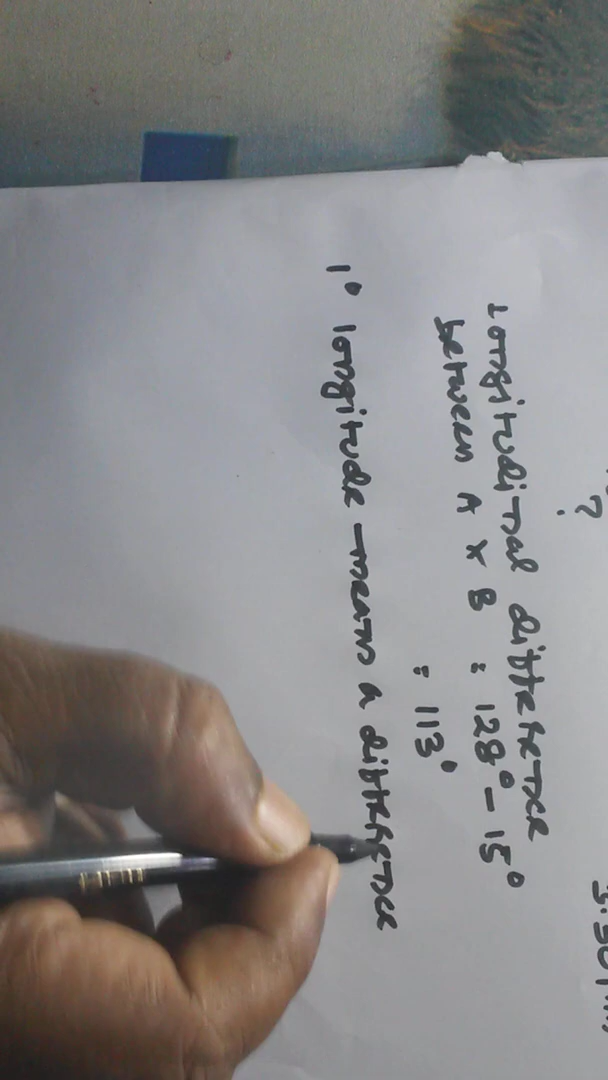 ?
Longitudinal difference
between A & B = 128° - 15°
= 113°
1° longitude means a difference